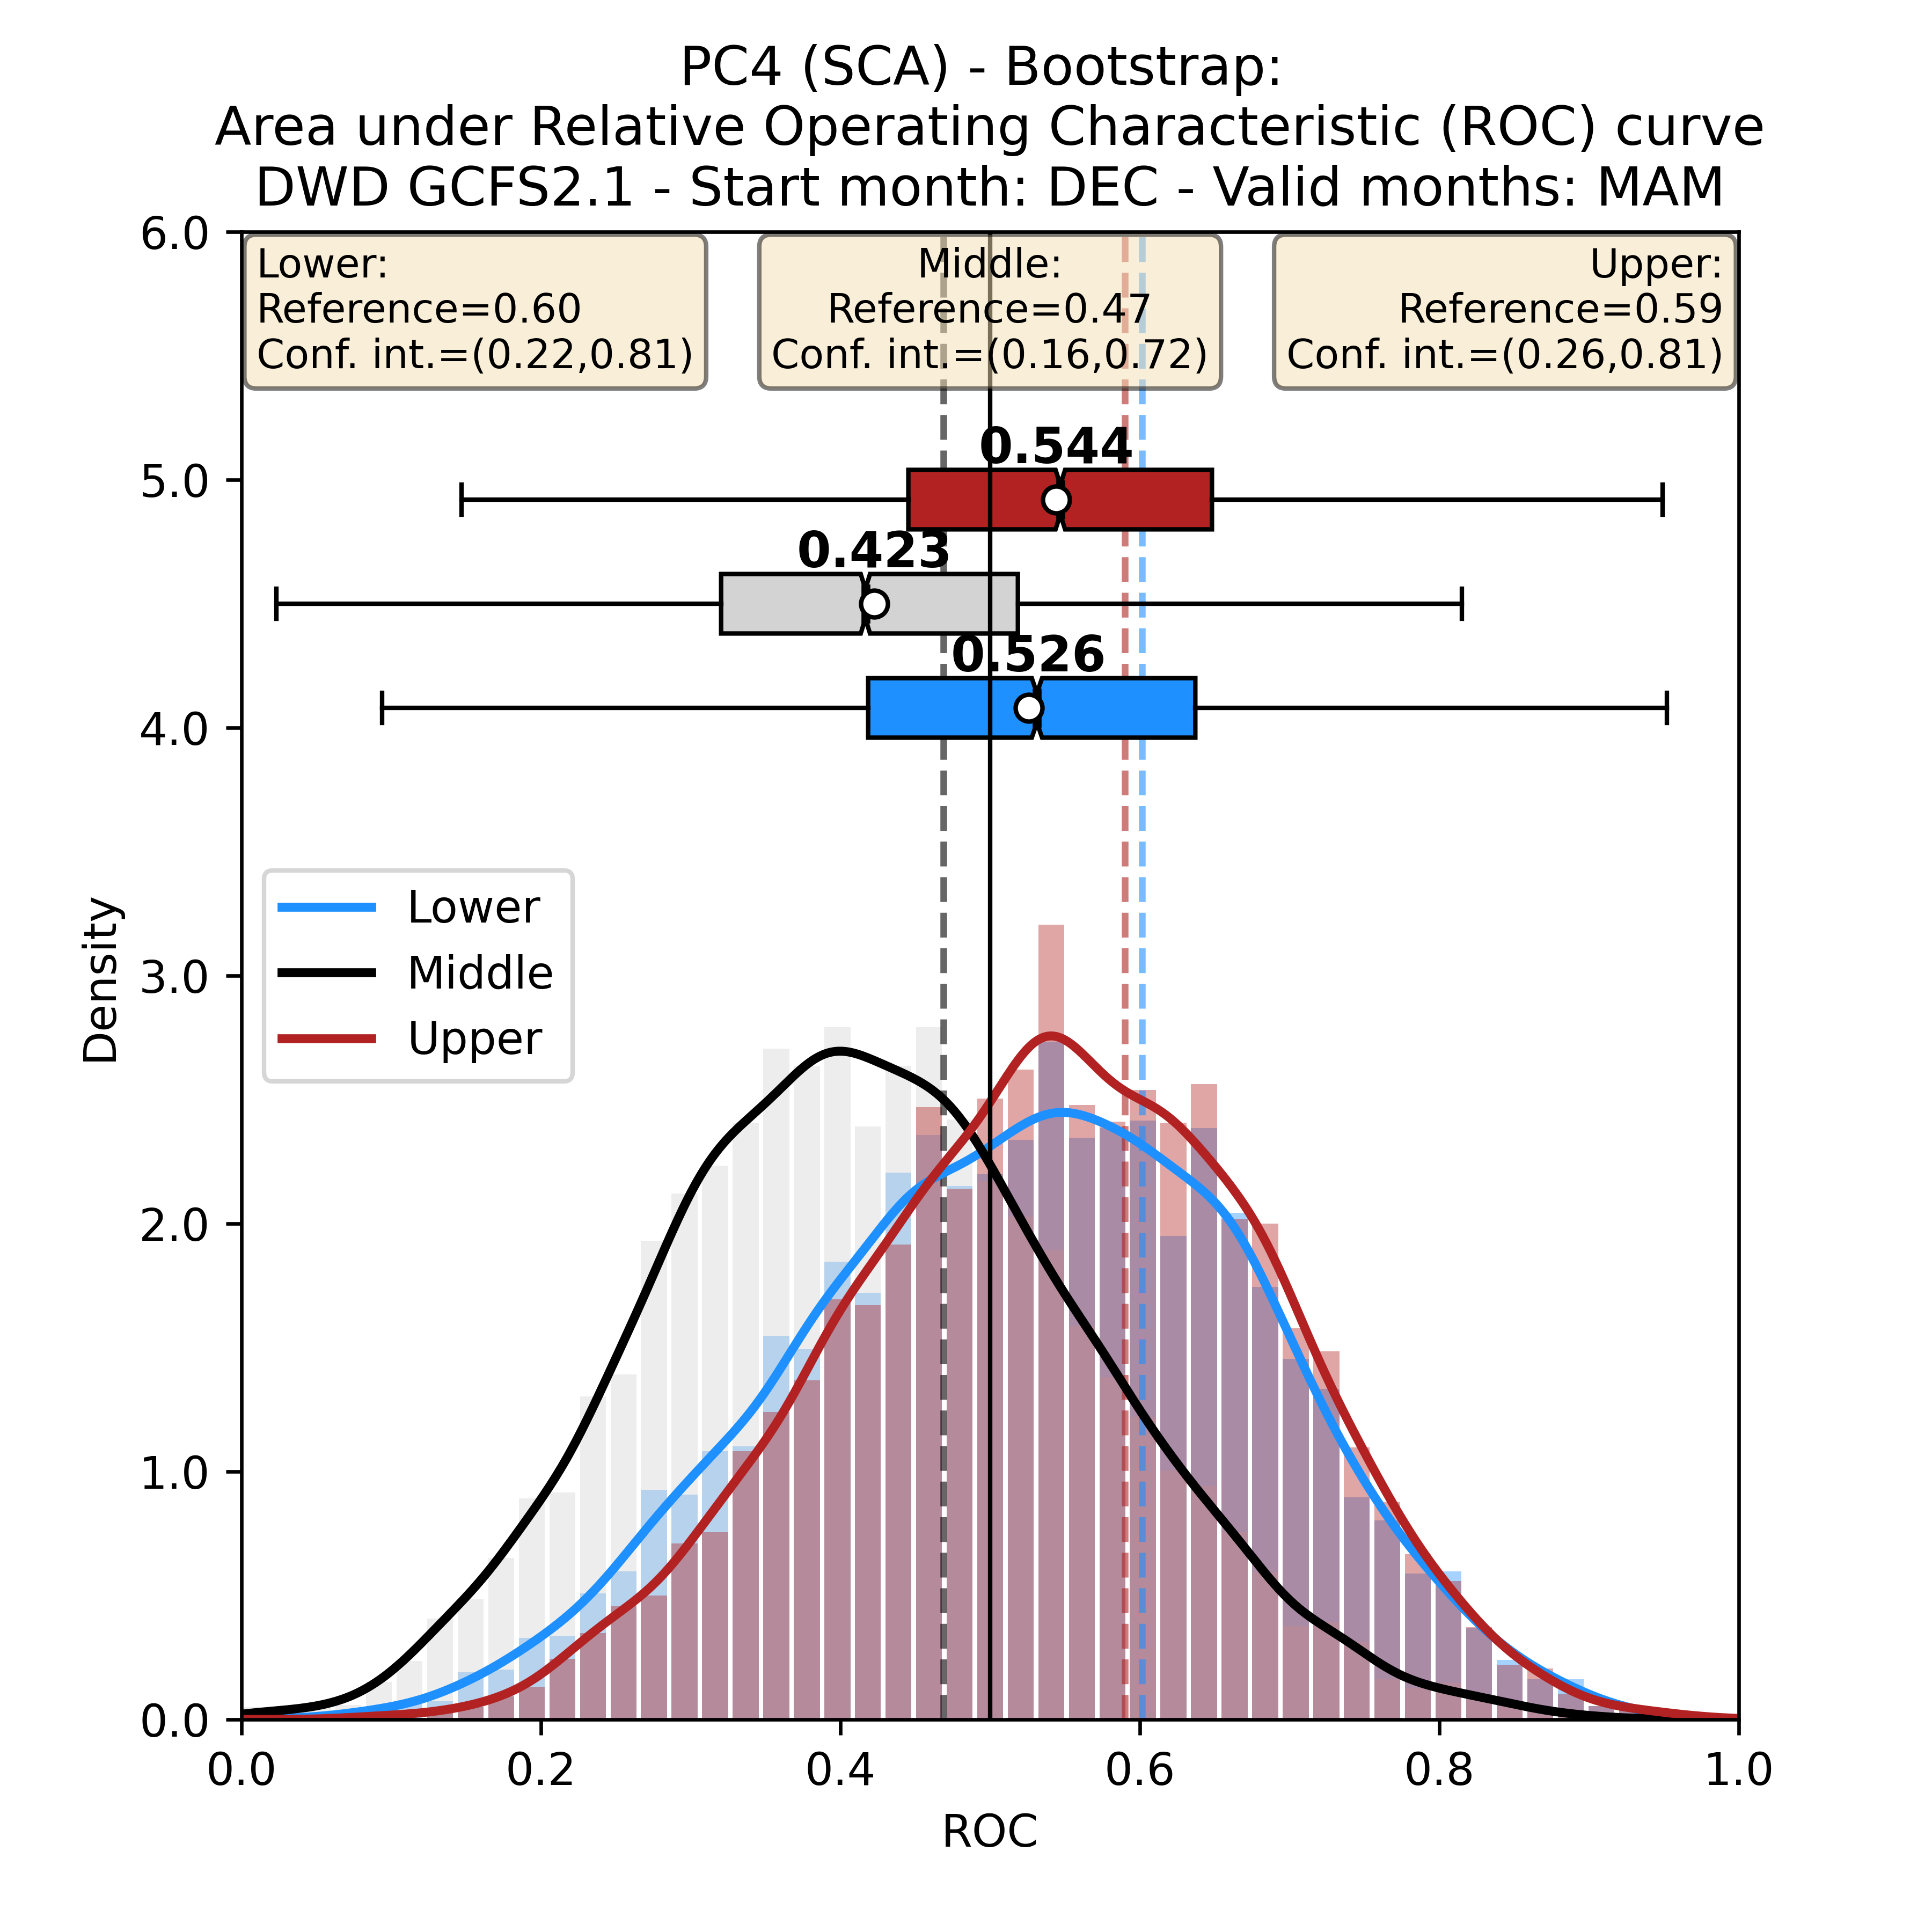 PC4 (SCA) - Bootstrap:
Area under Relative Operating Characteristic (ROC) curve
DWD GCFS2.1 - Start month: DEC - Valid months: MAM
Lower:
Reference=0.60
Conf. int.=(0.22,0.81)
Middle:
Reference=0.47
Conf. int.=(0.16,0.72)
Upper:
Reference=0.59
Conf. int.=(0.26,0.81)
0.544
0.423
0.526
Lower
Middle
Upper
Density
6.0
5.0
4.0
3.0
2.0
1.0
0.0
0.0 0.2 0.4 0.6 0.8 1.0
ROC